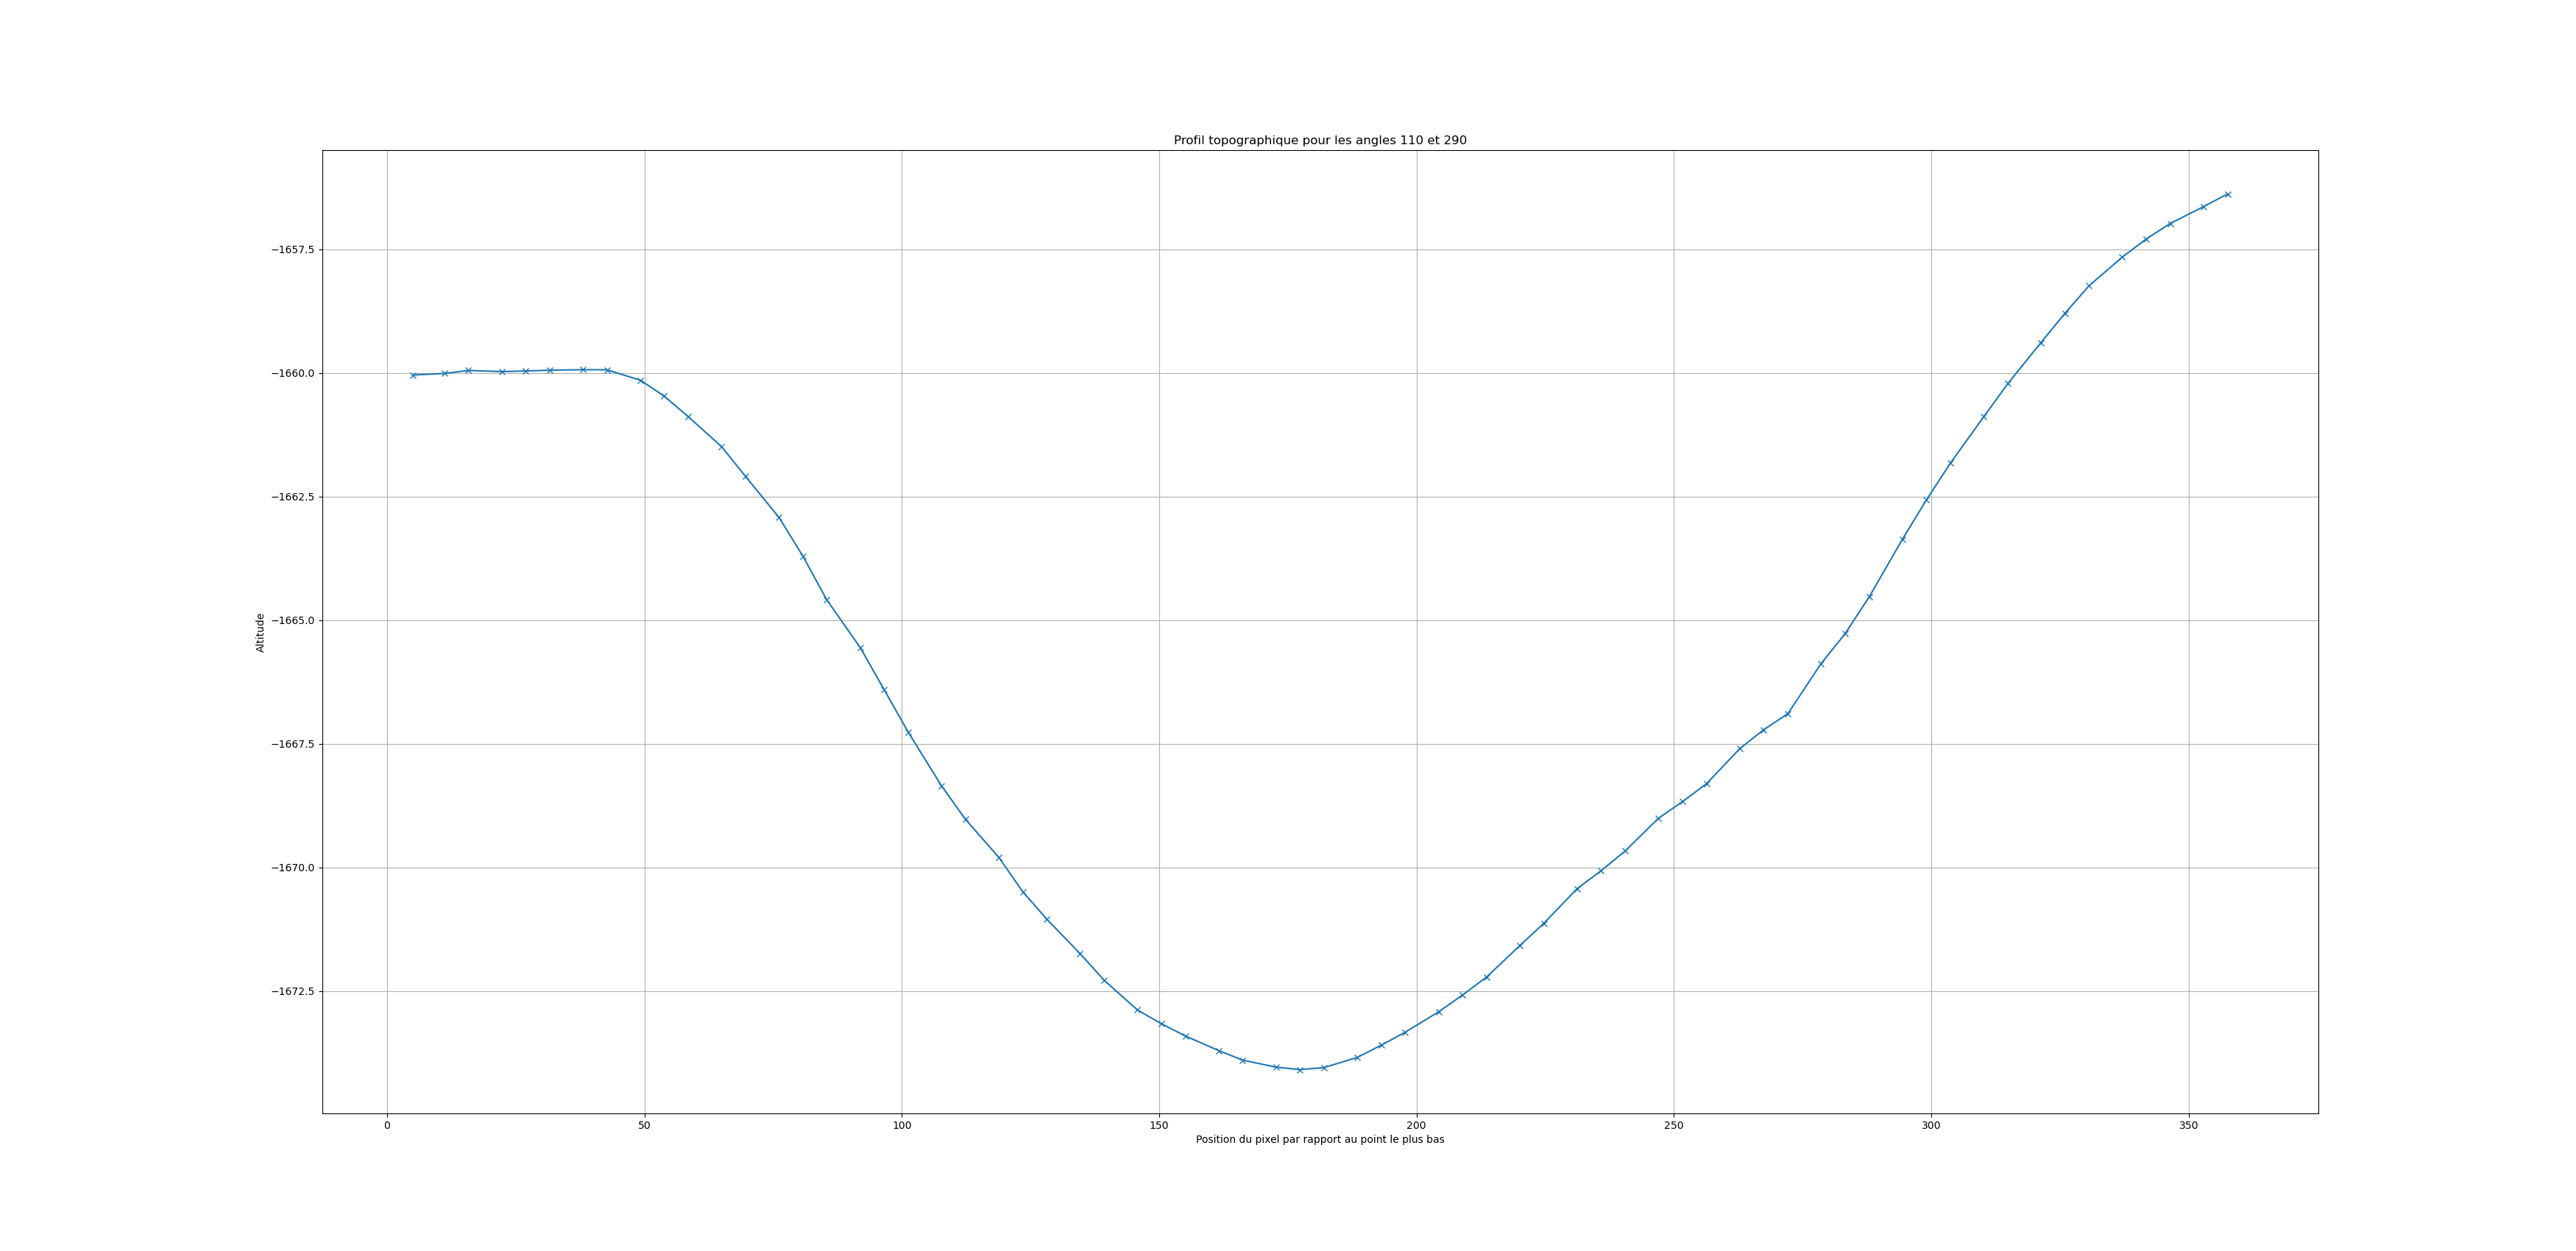 Profil topographique pour les angles 110 et 290
−1657.5
−1660.0
−1662.5
−1665.0
−1667.5
−1670.0
−1672.5
Altitude
0 50 100 150 200 250 300 350
Position du pixel par rapport au point le plus bas